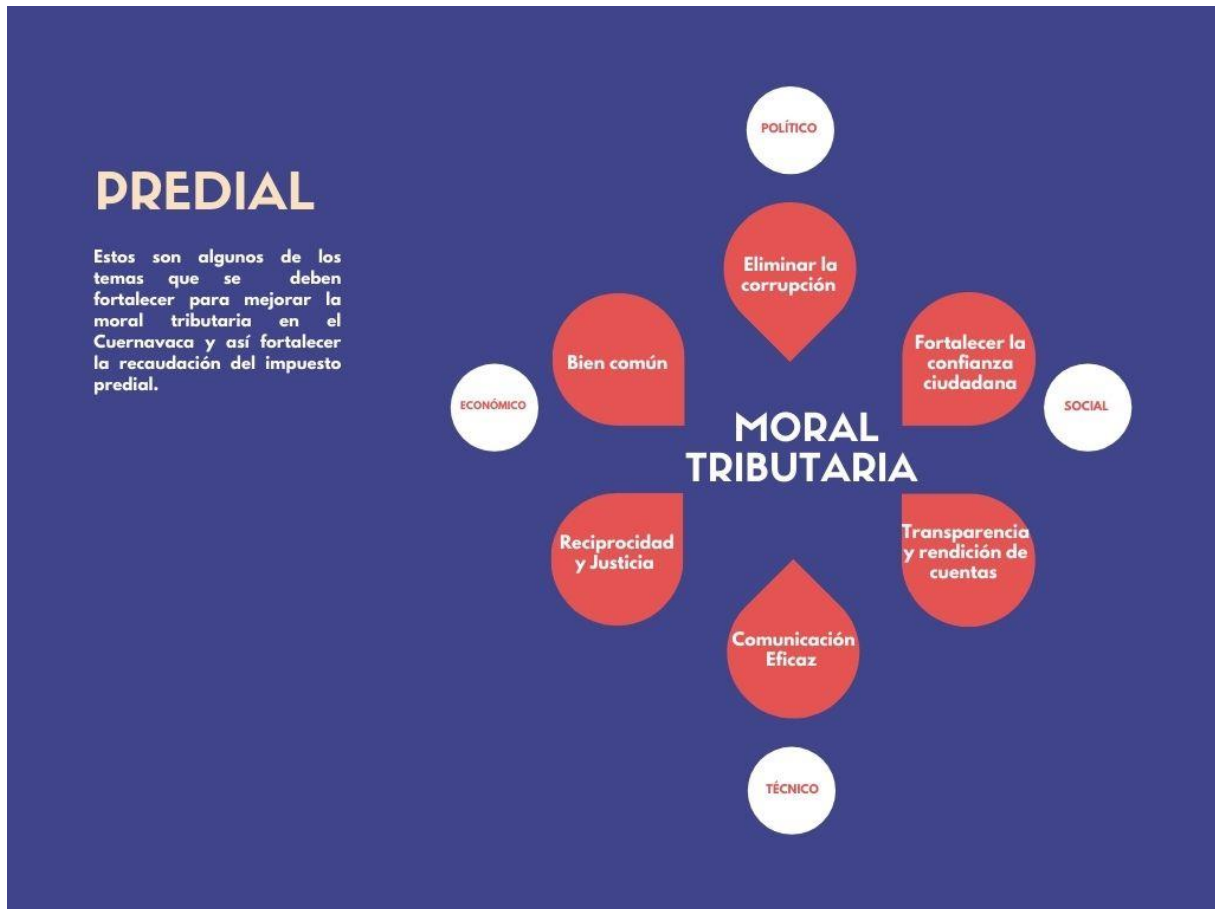 PREDIAL
Estos son algunos de los
temas que se deben
fortalecer para mejorar la
moral tributaria en el
Cuernavaca y así fortalecer
la recaudación del impuesto
predial.
POLÍTICO
Eliminar la
corrupción
Bien común
Fortalecer la
confianza
ciudadana
ECONÓMICO
SOCIAL
MORAL
TRIBUTARIA
Reciprocidad
y Justicia
Transparencia
y rendición de
cuentas
Comunicación
Eficaz
TÉCNICO